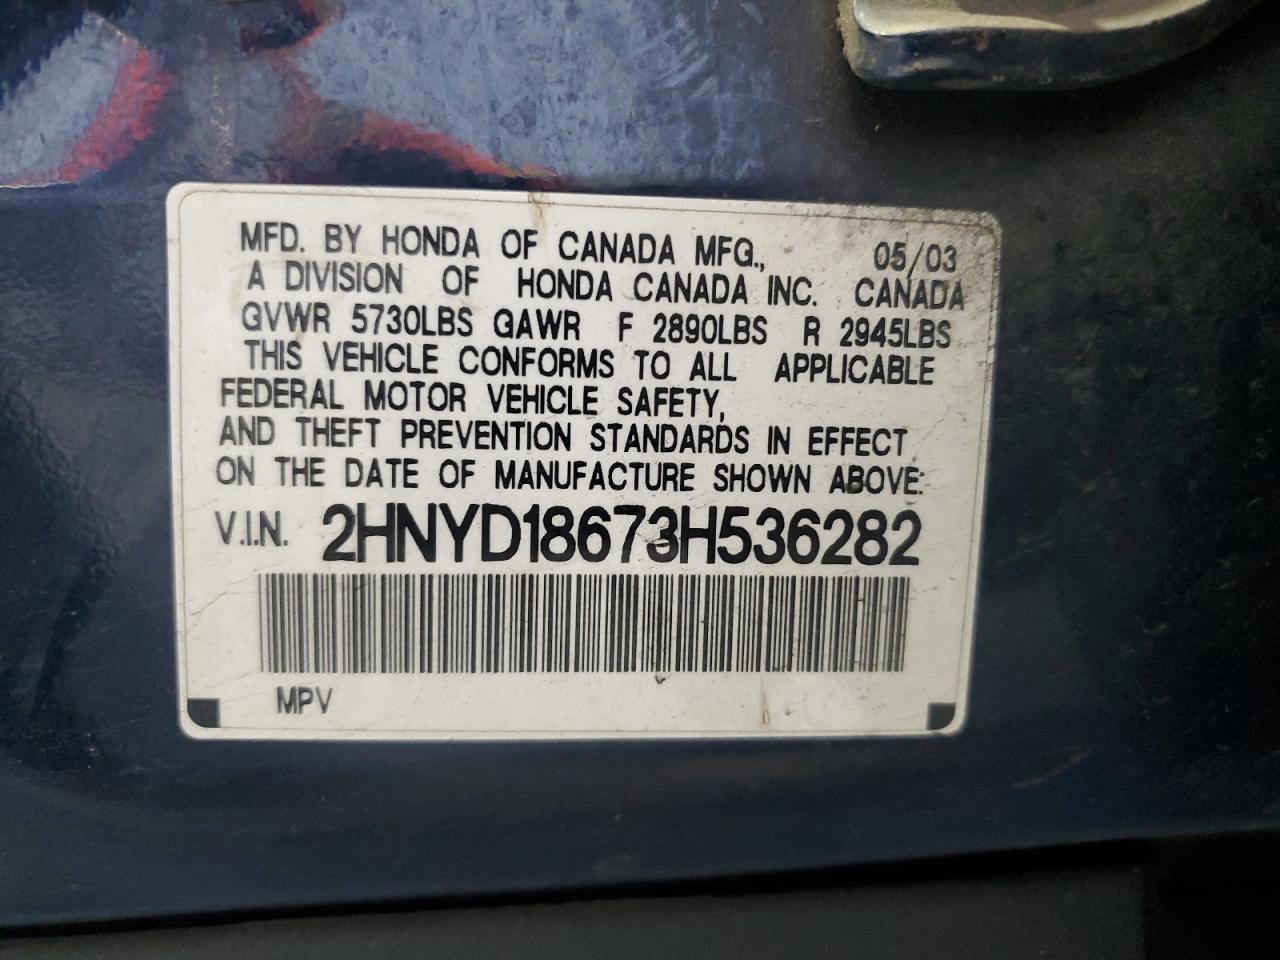 MFD. BY HONDA OF CANADA MFG., 05/03
A DIVISION OF HONDA CANADA INC. CANADA
GVWR 5730LBS GAWR F 2890LBS R 2945LBS
THIS VEHICLE CONFORMS TO ALL APPLICABLE
FEDERAL MOTOR VEHICLE SAFETY,
AND THEFT PREVENTION STANDARDS IN EFFECT
ON THE DATE OF MANUFACTURE SHOWN ABOVE.
V.I.N. 2HNYD18673H536282
MPV